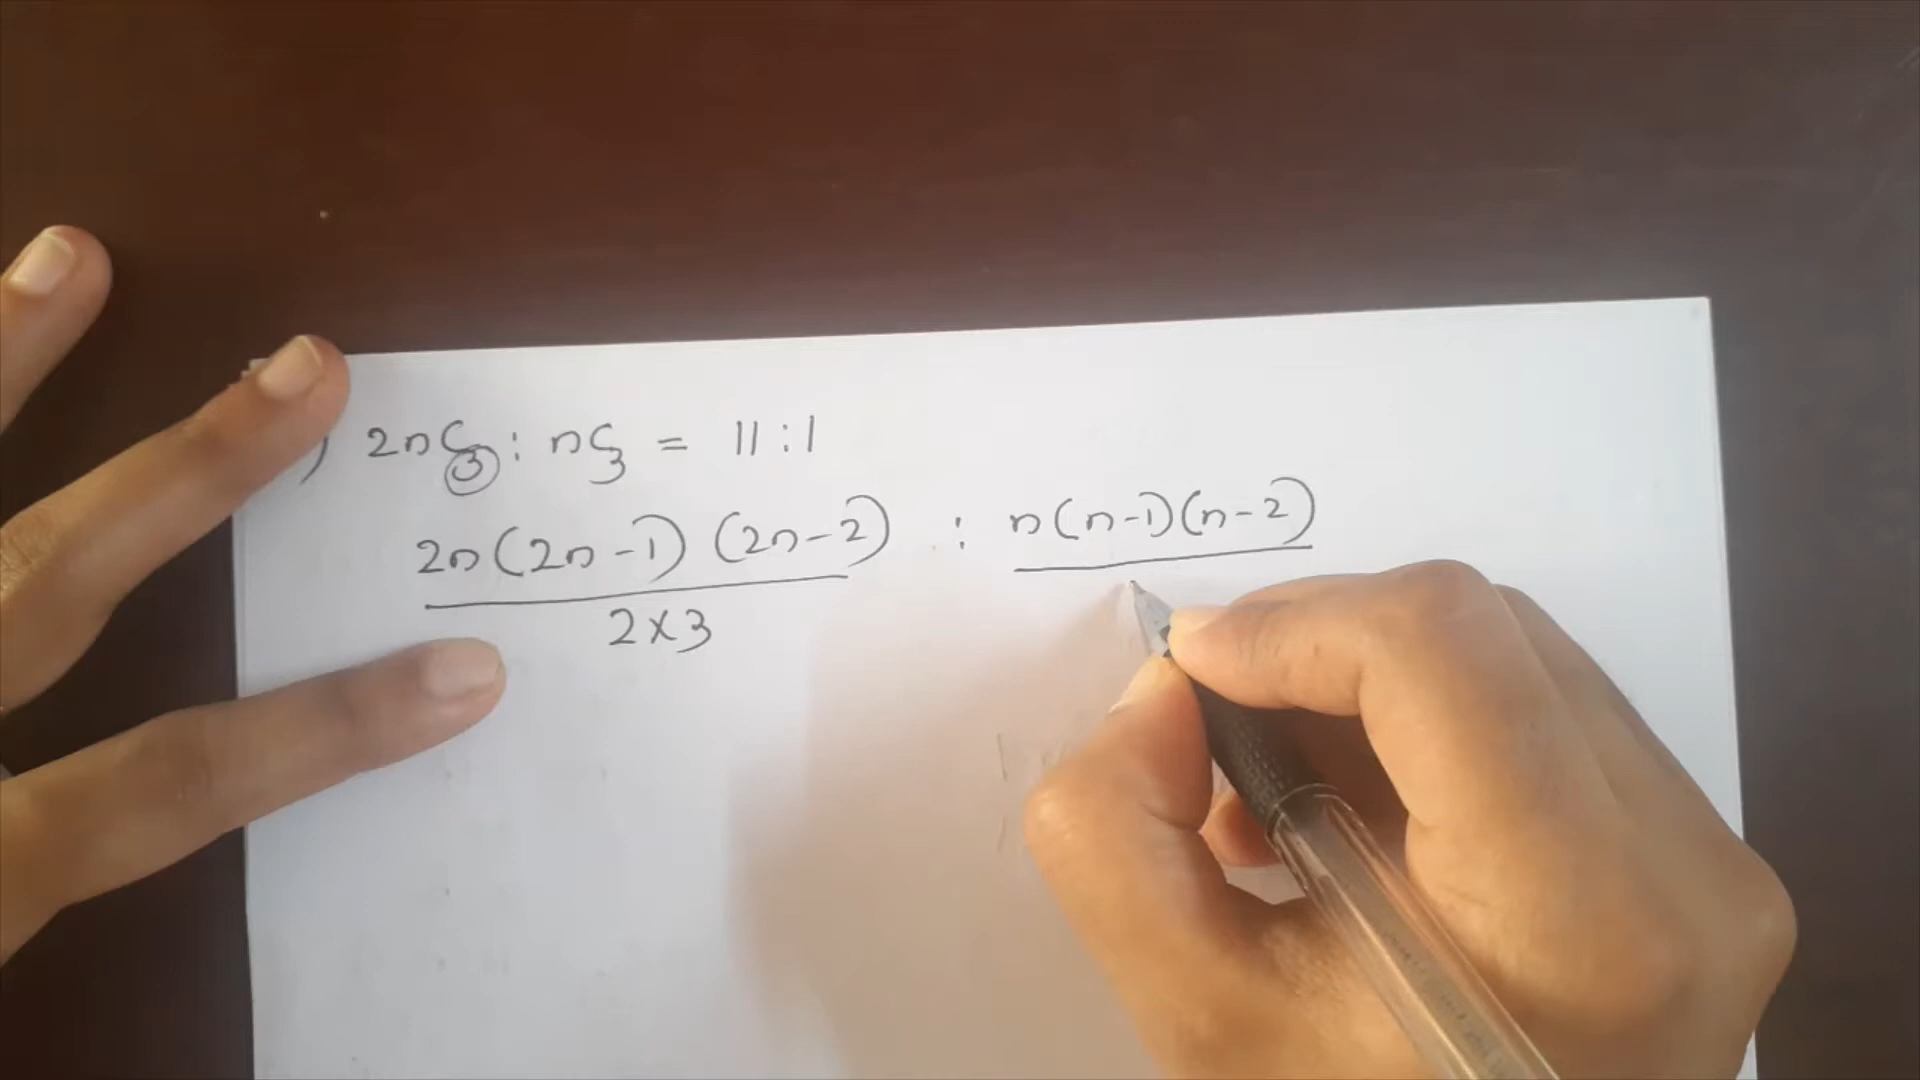 ) 2nC3 : nC3 = 11 : 1
2n(2n-1)(2n-2) : n(n-1)(n-2)
2×3